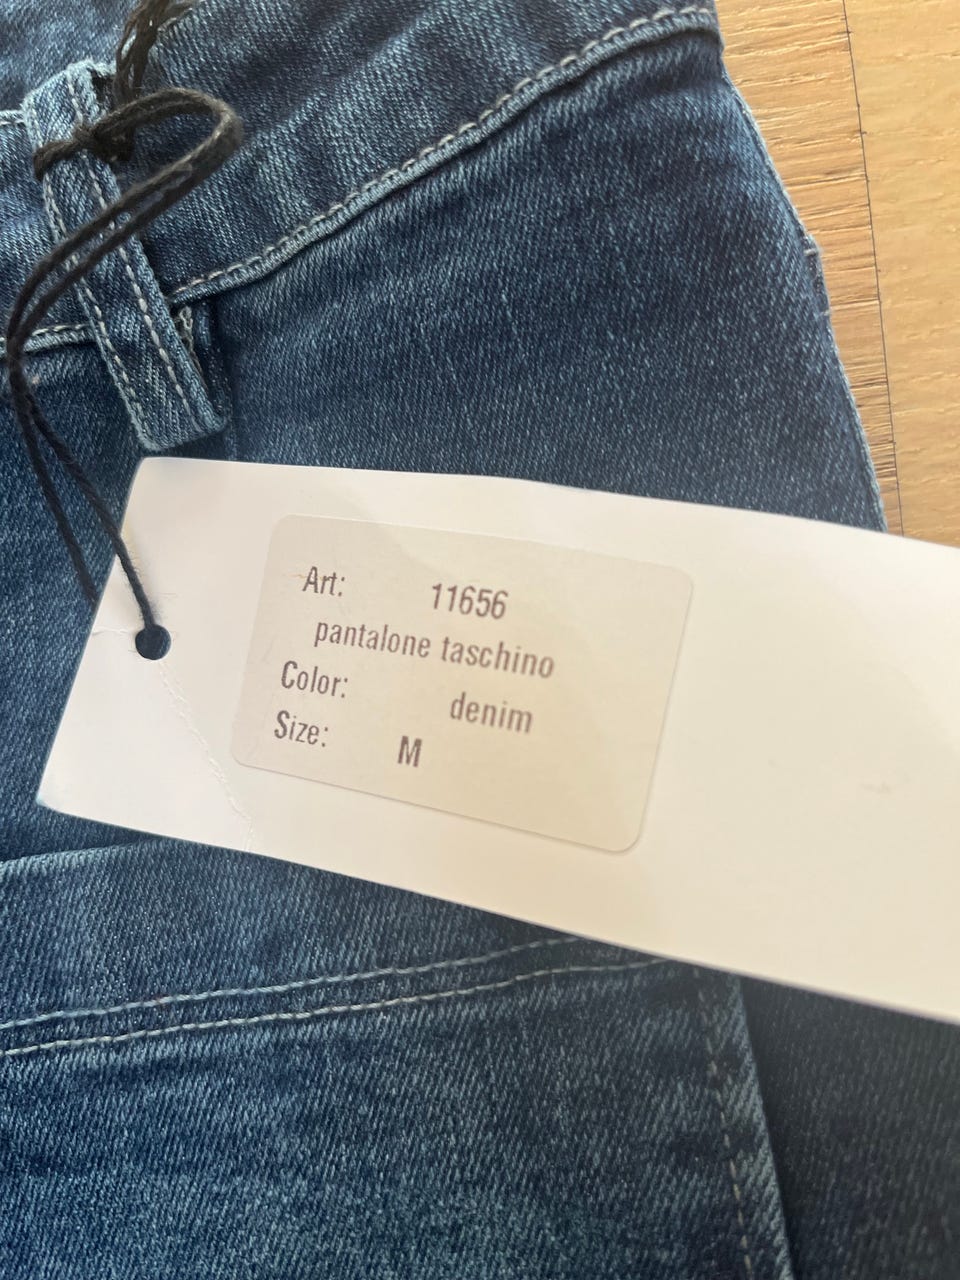 Art: 11656
pantalone taschino
Color: denim
Size: M